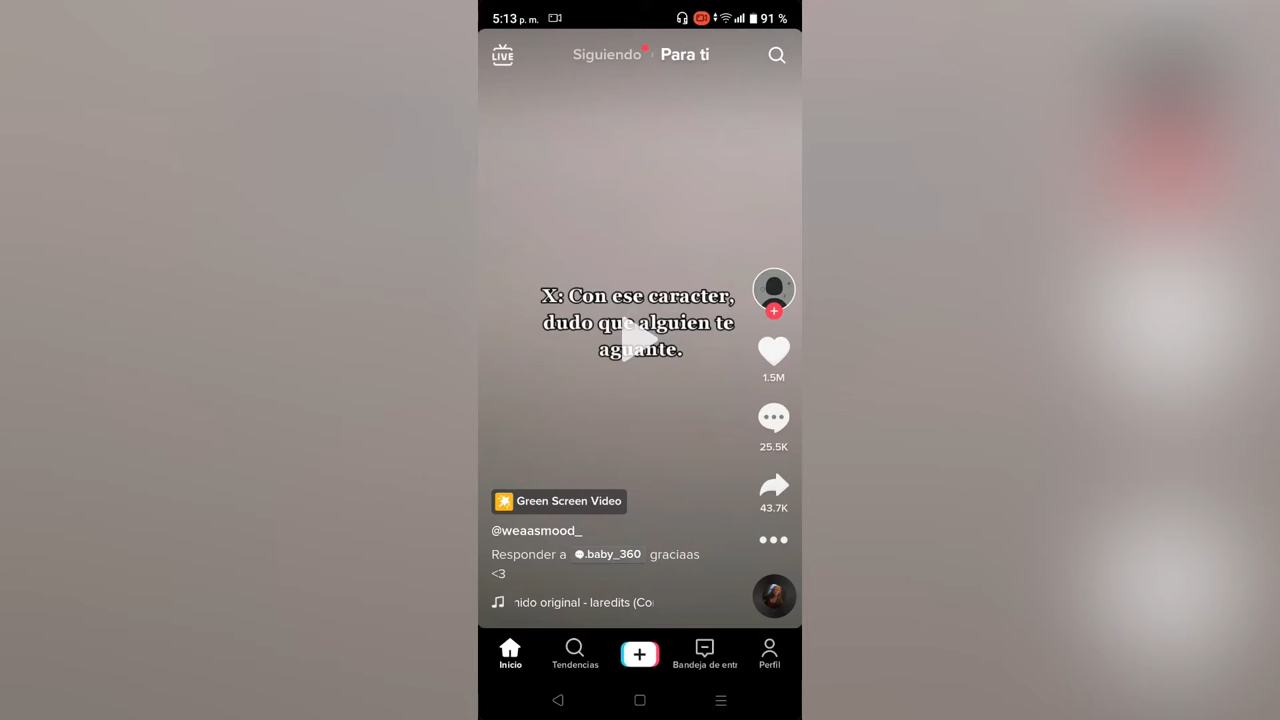 5:13 p. m.
91 %
LIVE
Siguiendo
Para ti
X: Con ese caracter,
dudo que alguien te
aguante.
1.5M
25.5K
43.7K
Green Screen Video
@weaasmood_
Responder a .baby_360 graciaas
<3
nido original - laredits (Co
Inicio
Tendencias
Bandeja de entr
Perfil